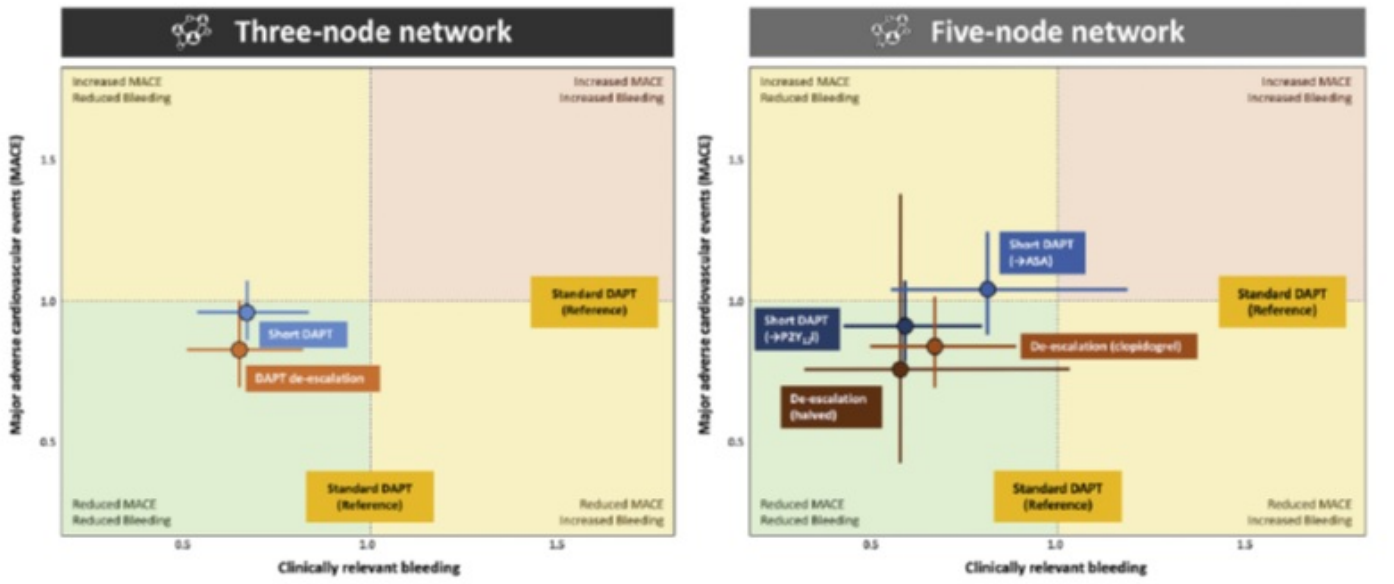 Three-node network
Increased MACE
Reduced Bleeding
Increased MACE
Increased Bleeding
Major adverse cardiovascular events (MACE)
1.5
1.0
0.5
Short DAPT
DAPT de-escalation
Standard DAPT
(Reference)
Standard DAPT
(Reference)
Reduced MACE
Reduced Bleeding
Reduced MACE
Increased Bleeding
0.5
1.0
1.5
Clinically relevant bleeding
Five-node network
Increased MACE
Reduced Bleeding
Increased MACE
Increased Bleeding
Major adverse cardiovascular events (MACE)
1.5
1.0
0.5
Short DAPT
(→ASA)
Standard DAPT
(Reference)
Short DAPT
(→P2Y₁₂i)
De-escalation (clopidogrel)
De-escalation
(halved)
Standard DAPT
(Reference)
Reduced MACE
Reduced Bleeding
Reduced MACE
Increased Bleeding
0.5
1.0
1.5
Clinically relevant bleeding